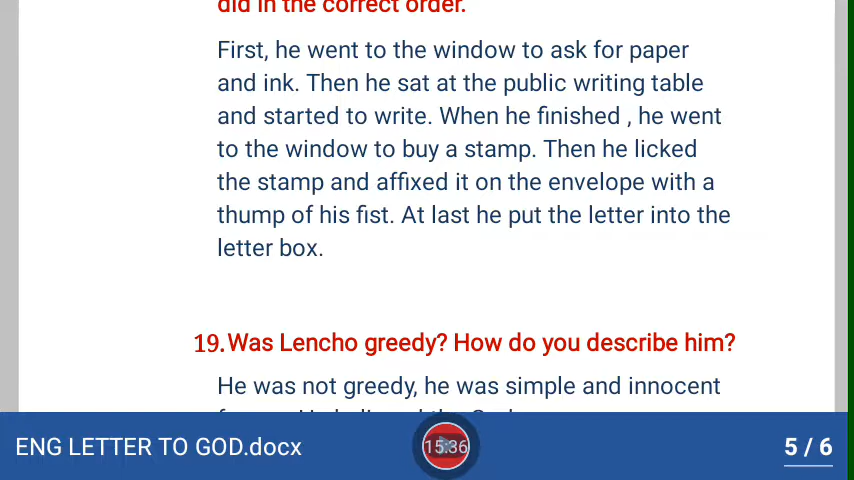 did in the correct order.
First, he went to the window to ask for paper
and ink. Then he sat at the public writing table
and started to write. When he finished , he went
to the window to buy a stamp. Then he licked
the stamp and affixed it on the envelope with a
thump of his fist. At last he put the letter into the
letter box.
19.Was Lencho greedy? How do you describe him?
He was not greedy, he was simple and innocent
ENG LETTER TO GOD.docx
15:36
5 / 6